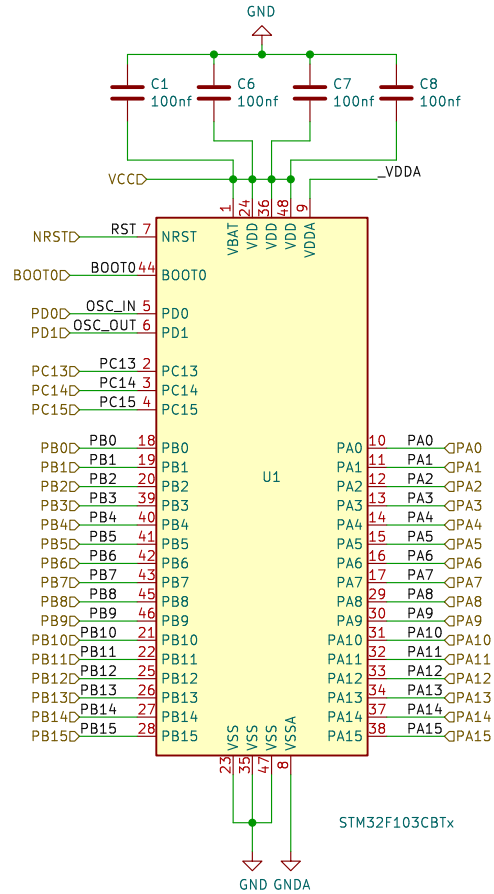 GND
C1 C6 C7 C8
100nf 100nf 100nf 100nf
VCC _VDDA
1 24 36 48 9
VBAT VDD VDD VDD VDDA
NRST RST 7 NRST
BOOT0 BOOT0 44 BOOT0
PD0 OSC_IN 5 PD0
PD1 OSC_OUT 6 PD1
PC13 PC13 2 PC13
PC14 PC14 3 PC14
PC15 PC15 4 PC15
PB0 PB0 18 PB0 PA0 10 PA0 PA0
PB1 PB1 19 PB1 PA1 11 PA1 PA1
U1
PB2 PB2 20 PB2 PA2 12 PA2 PA2
PB3 PB3 39 PB3 PA3 13 PA3 PA3
PB4 PB4 40 PB4 PA4 14 PA4 PA4
PB5 PB5 41 PB5 PA5 15 PA5 PA5
PB6 PB6 42 PB6 PA6 16 PA6 PA6
PB7 PB7 43 PB7 PA7 17 PA7 PA7
PB8 PB8 45 PB8 PA8 29 PA8 PA8
PB9 PB9 46 PB9 PA9 30 PA9 PA9
PB10 PB10 21 PB10 PA10 31 PA10 PA10
PB11 PB11 22 PB11 PA11 32 PA11 PA11
PB12 PB12 25 PB12 PA12 33 PA12 PA12
PB13 PB13 26 PB13 PA13 34 PA13 PA13
PB14 PB14 27 PB14 PA14 37 PA14 PA14
PB15 PB15 28 PB15 PA15 38 PA15 PA15
VSS VSS VSS VSSA
23 35 47 8
STM32F103CBTx
GND GNDA